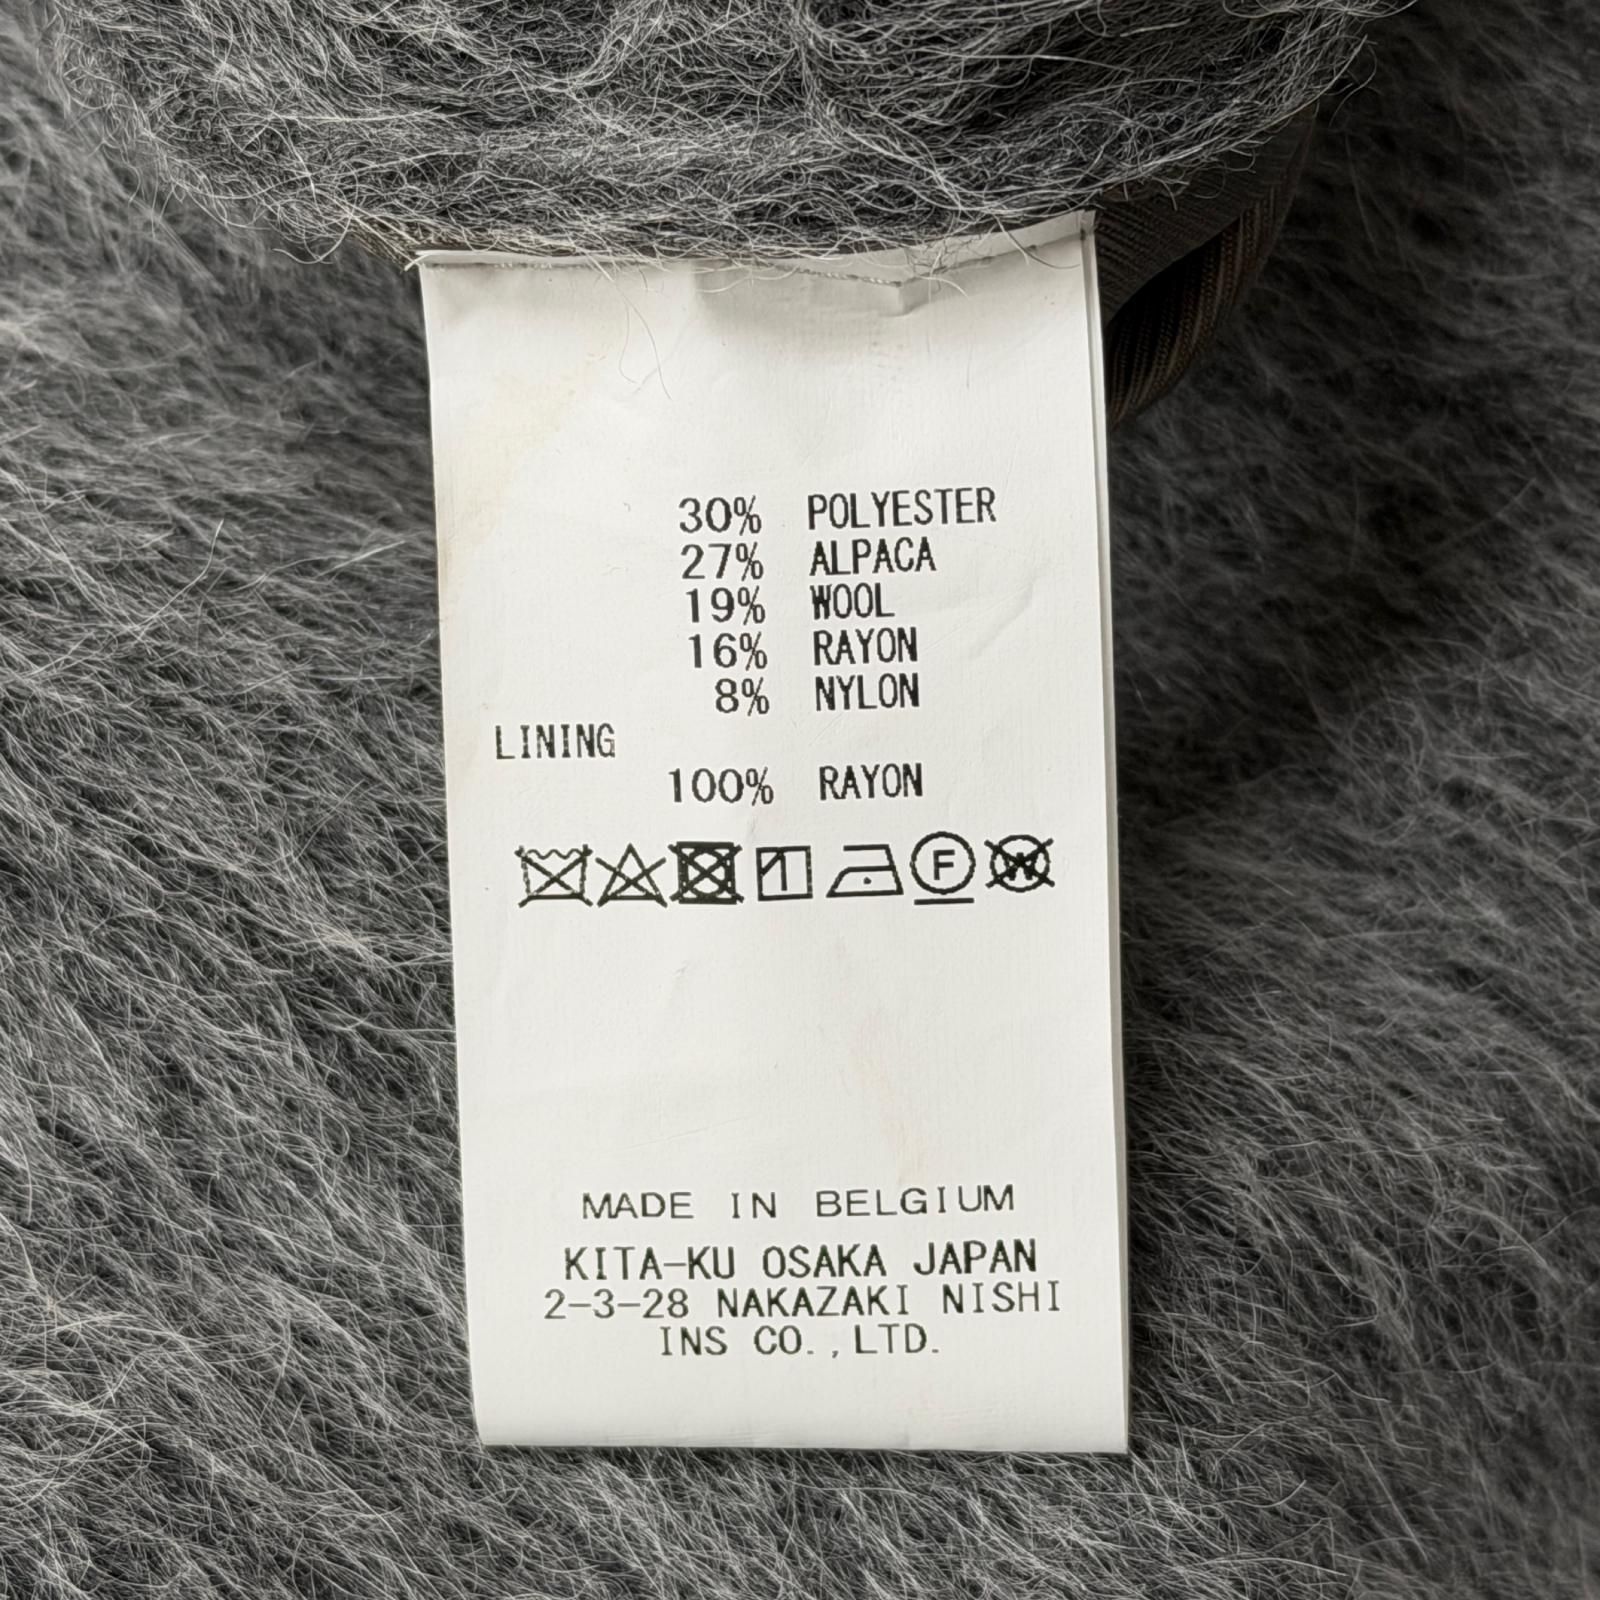 30% POLYESTER
27% ALPACA
19% WOOL
16% RAYON
8% NYLON
LINING
100% RAYON
F W
MADE IN BELGIUM
KITA-KU OSAKA JAPAN
2-3-28 NAKAZAKI NISHI
INS CO.,LTD.